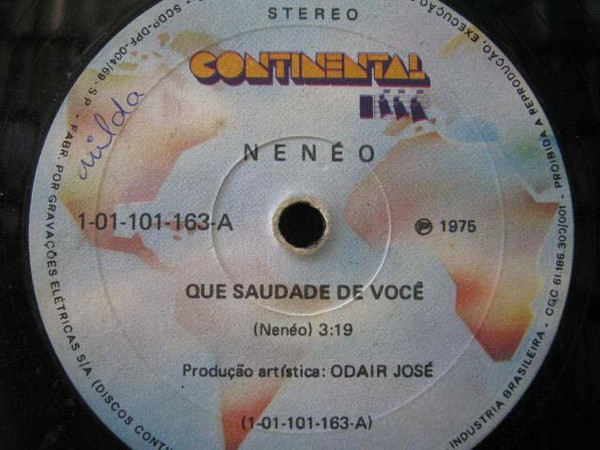 STEREO
CONTINENTAL
NENÉO
1-01-101-163-A
℗ 1975
QUE SAUDADE DE VOCÊ
(Nenéo) 3:19
Produção artística: ODAIR JOSÉ
(1-01-101-163-A)
FABR. POR GRAVAÇÕES ELÉTRICAS S/A. (DISCOS
SCDP-DPF-004/69. S.P -
PROIBIDA A REPRODUÇÃO, EXECUÇÃO
INDÚSTRIA BRASILEIRA - CGC 61.186.300/001 -
nilda